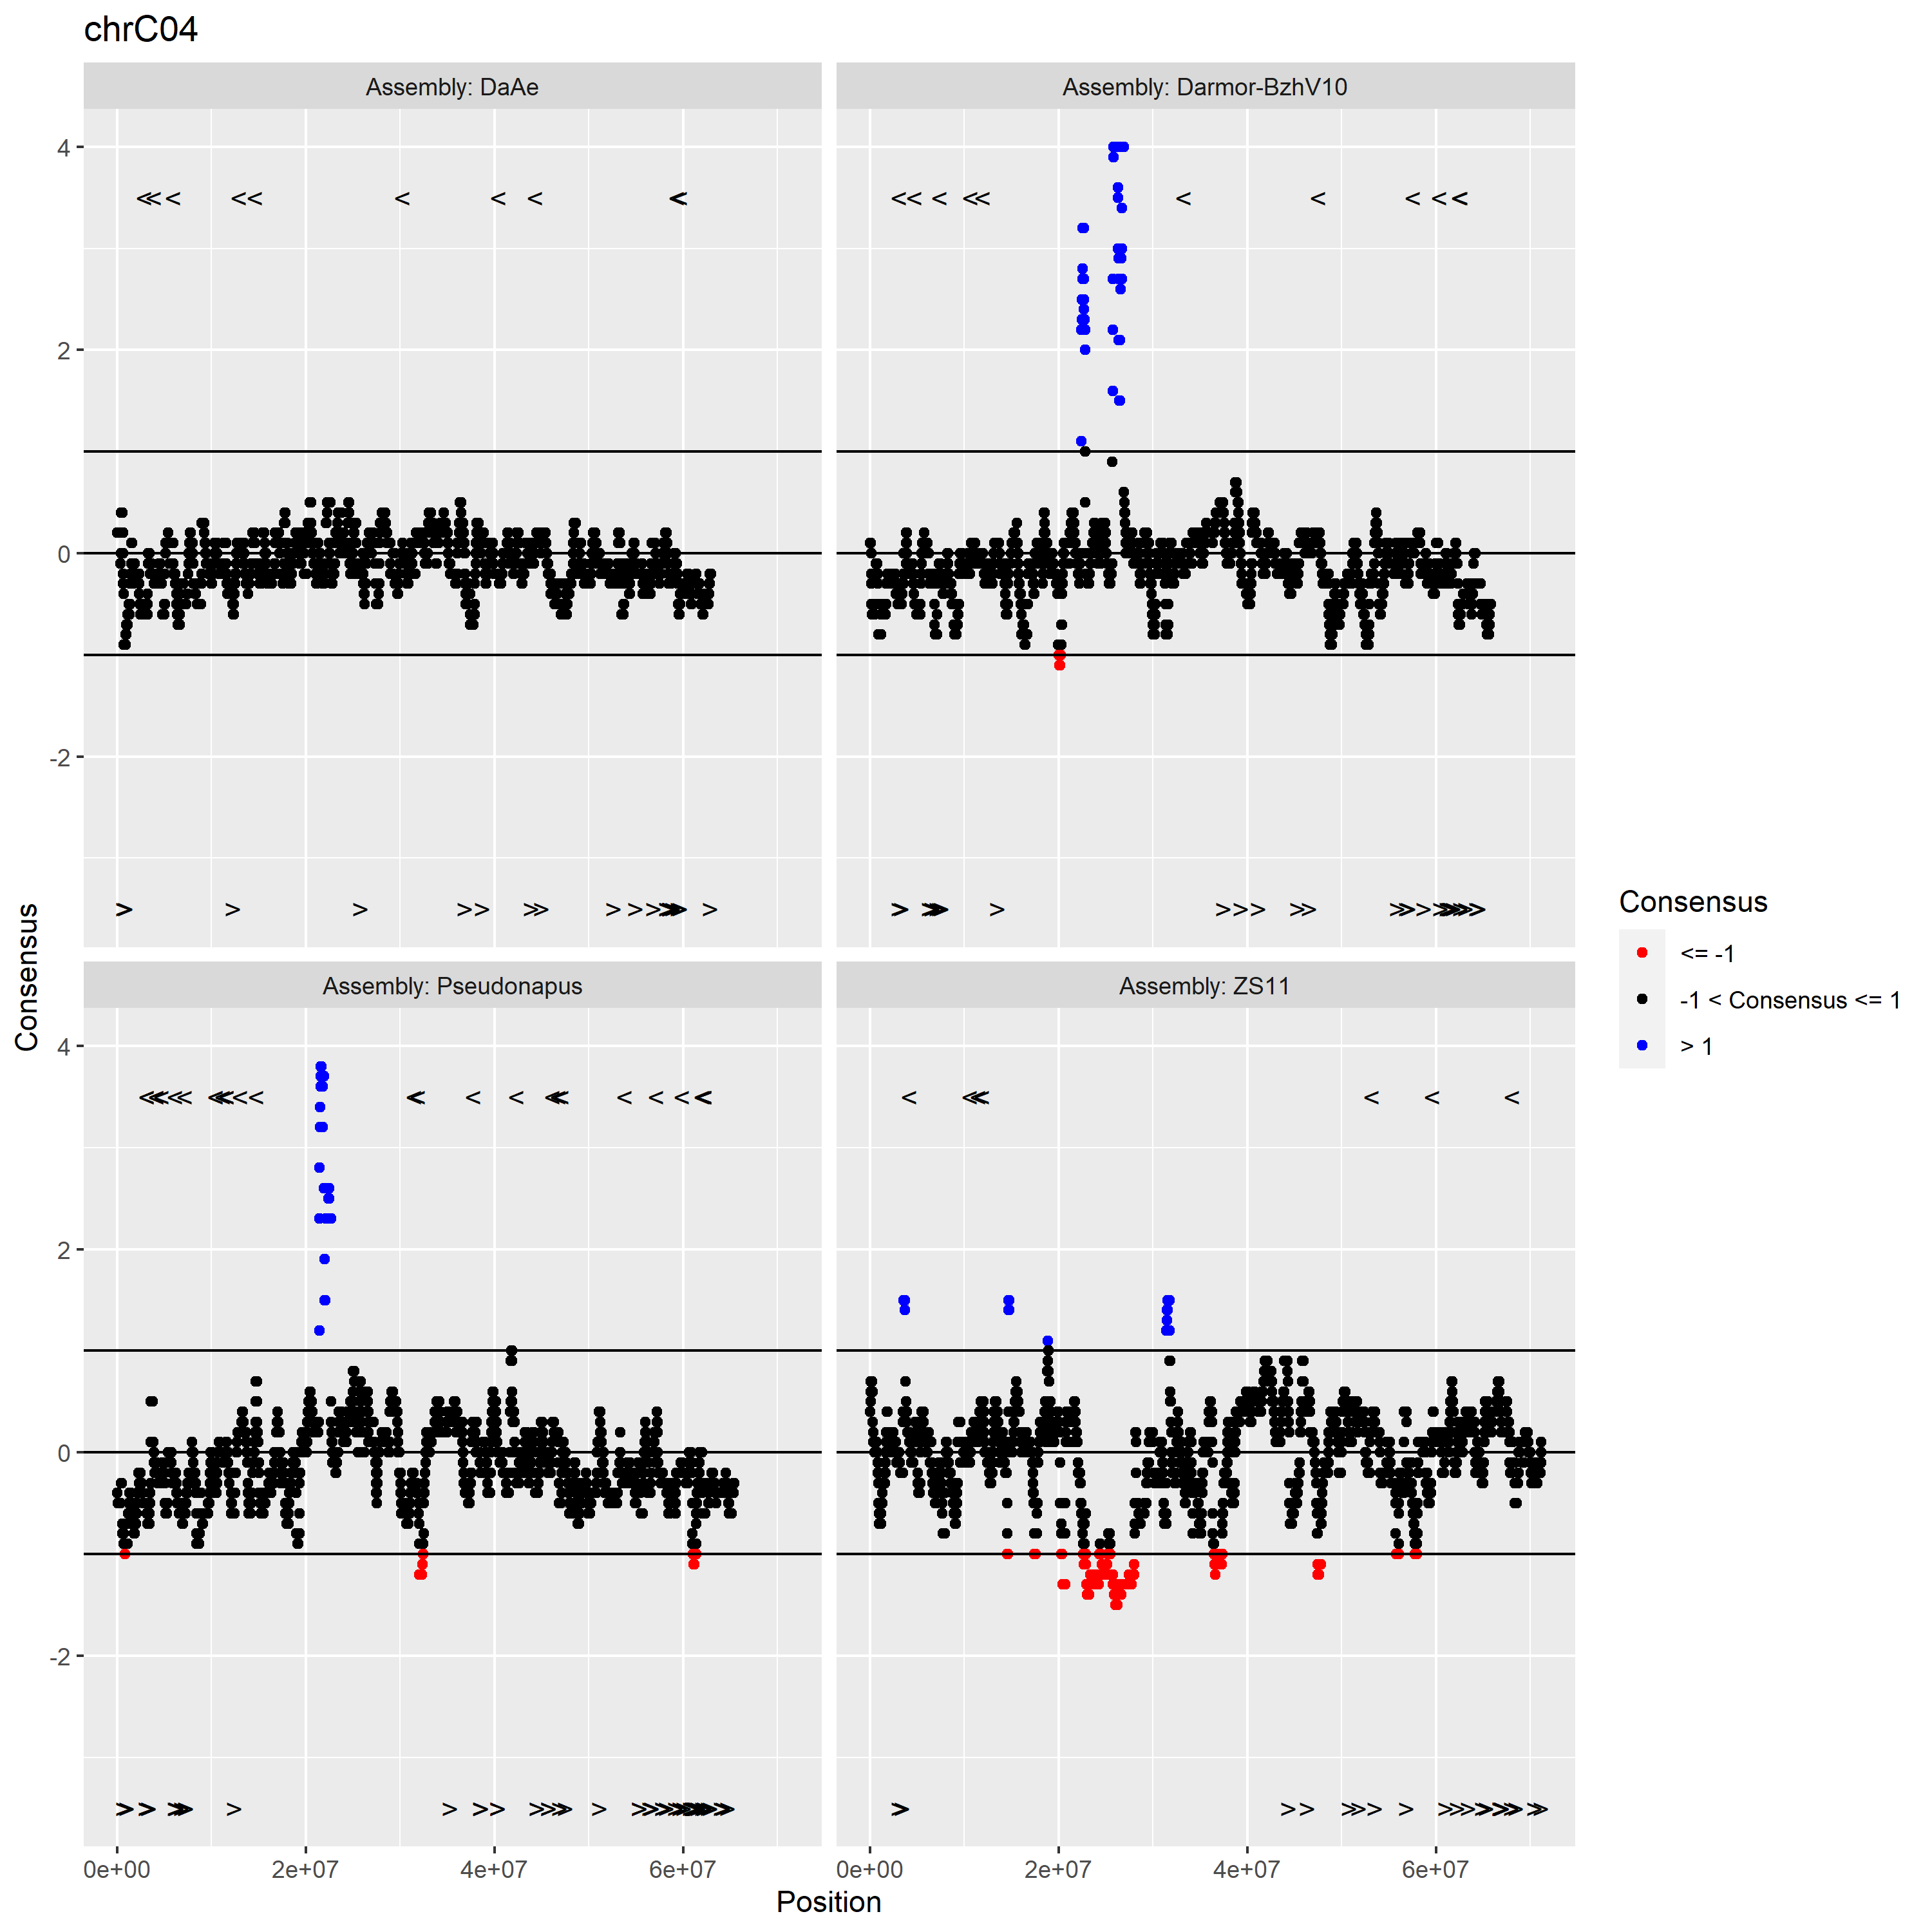 chrC04
Assembly: DaAe
Assembly: Darmor-BzhV10
4
2
0
-2
Assembly: Pseudonapus
Assembly: ZS11
4
2
0
-2
0e+00 2e+07 4e+07 6e+07
0e+00 2e+07 4e+07 6e+07
Position
Consensus
Consensus
<= -1
-1 < Consensus <= 1
> 1